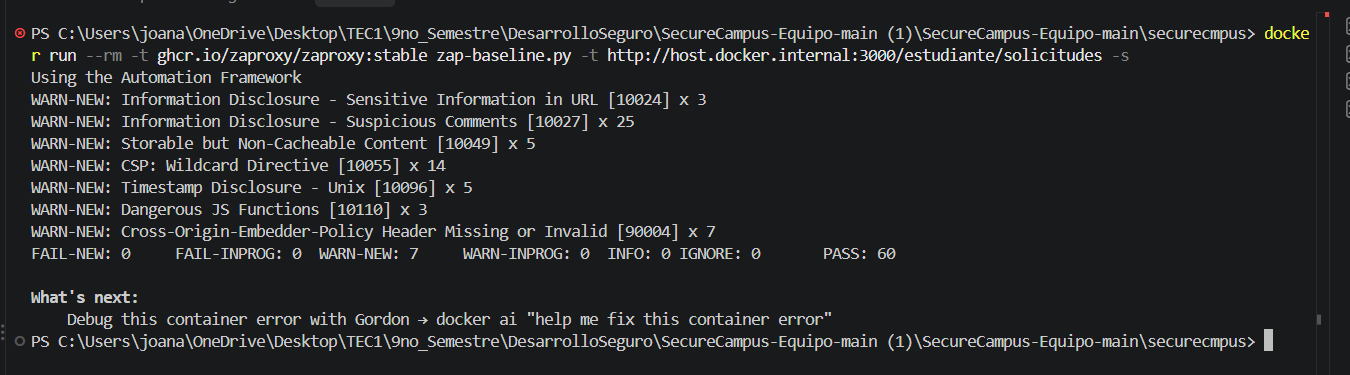 PS C:\Users\joana\OneDrive\Desktop\TEC1\9no_Semestre\DesarrolloSeguro\SecureCampus-Equipo-main (1)\SecureCampus-Equipo-main\securecmpus> docke
r run --rm -t ghcr.io/zaproxy/zaproxy:stable zap-baseline.py -t http://host.docker.internal:3000/estudiante/solicitudes -s
Using the Automation Framework
WARN-NEW: Information Disclosure - Sensitive Information in URL [10024] x 3
WARN-NEW: Information Disclosure - Suspicious Comments [10027] x 25
WARN-NEW: Storable but Non-Cacheable Content [10049] x 5
WARN-NEW: CSP: Wildcard Directive [10055] x 14
WARN-NEW: Timestamp Disclosure - Unix [10096] x 5
WARN-NEW: Dangerous JS Functions [10110] x 3
WARN-NEW: Cross-Origin-Embedder-Policy Header Missing or Invalid [90004] x 7
FAIL-NEW: 0     FAIL-INPROG: 0  WARN-NEW: 7     WARN-INPROG: 0  INFO: 0 IGNORE: 0       PASS: 60
What's next:
    Debug this container error with Gordon → docker ai "help me fix this container error"
PS C:\Users\joana\OneDrive\Desktop\TEC1\9no_Semestre\DesarrolloSeguro\SecureCampus-Equipo-main (1)\SecureCampus-Equipo-main\securecmpus>